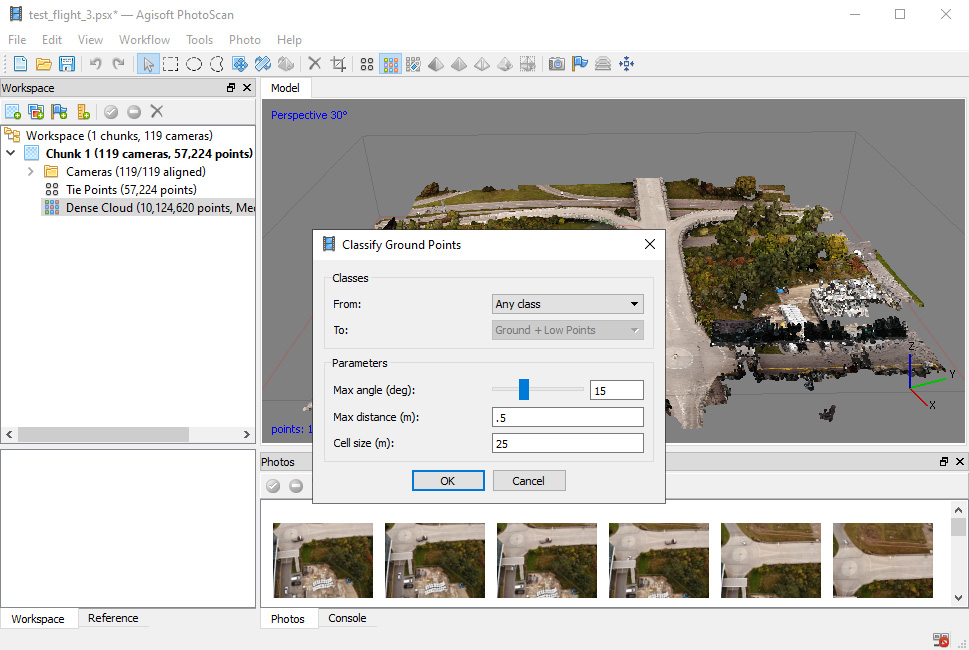 test_flight_3.psx* — Agisoft PhotoScan
File Edit View Workflow Tools Photo Help
Workspace
Model
Workspace (1 chunks, 119 cameras)
Chunk 1 (119 cameras, 57,224 points)
Cameras (119/119 aligned)
Tie Points (57,224 points)
Dense Cloud (10,124,620 points, Med
Perspective 30°
Z
Y
X
points: 1
Classify Ground Points
Classes
From: Any class
To: Ground + Low Points
Parameters
Max angle (deg): 15
Max distance (m): .5
Cell size (m): 25
OK Cancel
Photos
Workspace Reference
Photos Console